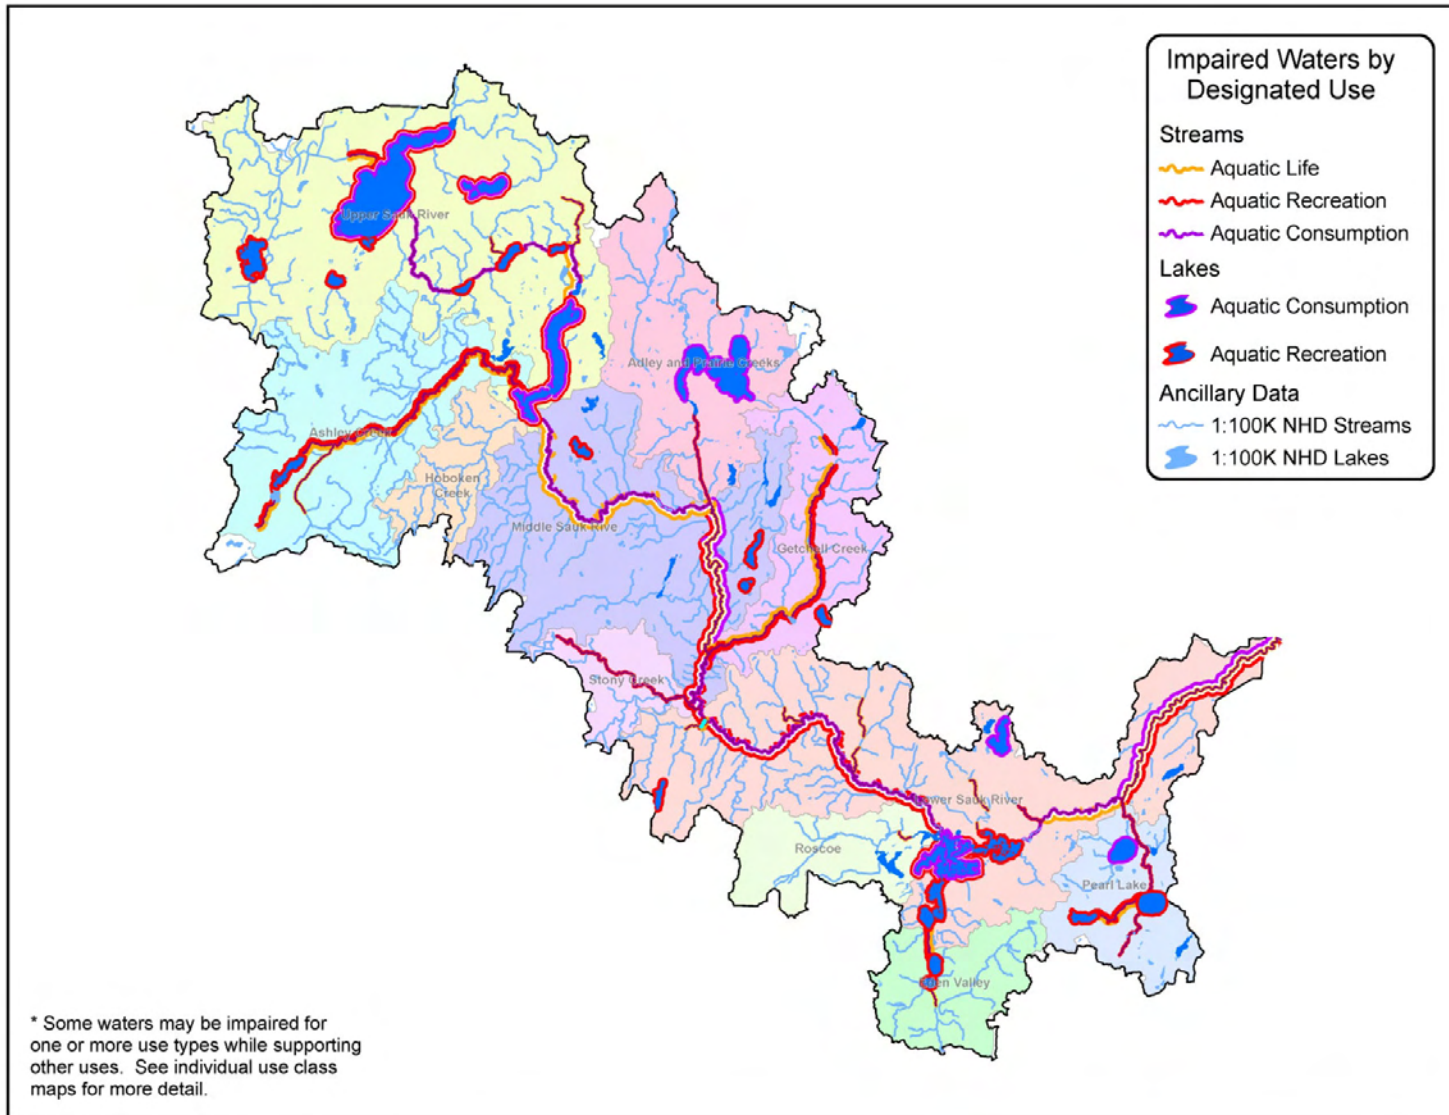 Impaired Waters by
Designated Use
Streams
Aquatic Life
Aquatic Recreation
Aquatic Consumption
Lakes
Aquatic Consumption
Aquatic Recreation
Ancillary Data
1:100K NHD Streams
1:100K NHD Lakes
Upper Sauk River
Adley and Prairie Creeks
Ashley Creek
Hoboken
Creek
Middle Sauk Rive
Getchell Creek
Stony Creek
Lower Sauk River
Roscoe
Pearl Lake
Eden Valley
* Some waters may be impaired for
one or more use types while supporting
other uses. See individual use class
maps for more detail.